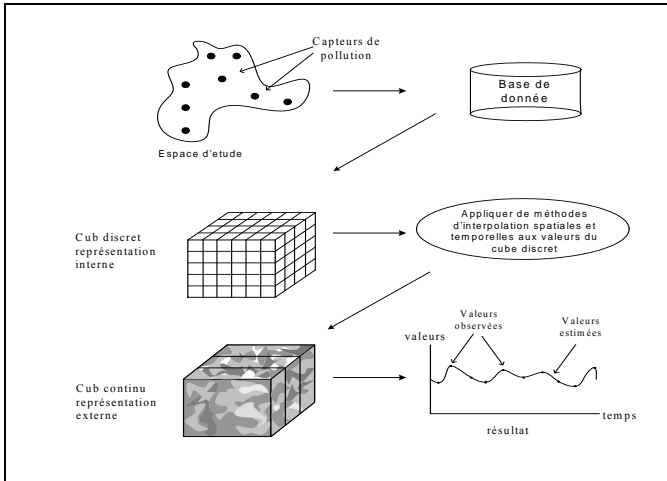 Capteurs de
pollution
Base de
donnée
Espace d'etude
Cub discret
représentation
interne
Appliquer de méthodes
d'interpolation spatiales et
temporelles aux valeurs du
cube discret
Cub continu
représentation
externe
valeurs
Valeurs
observées
Valeurs
estimées
temps
résultat